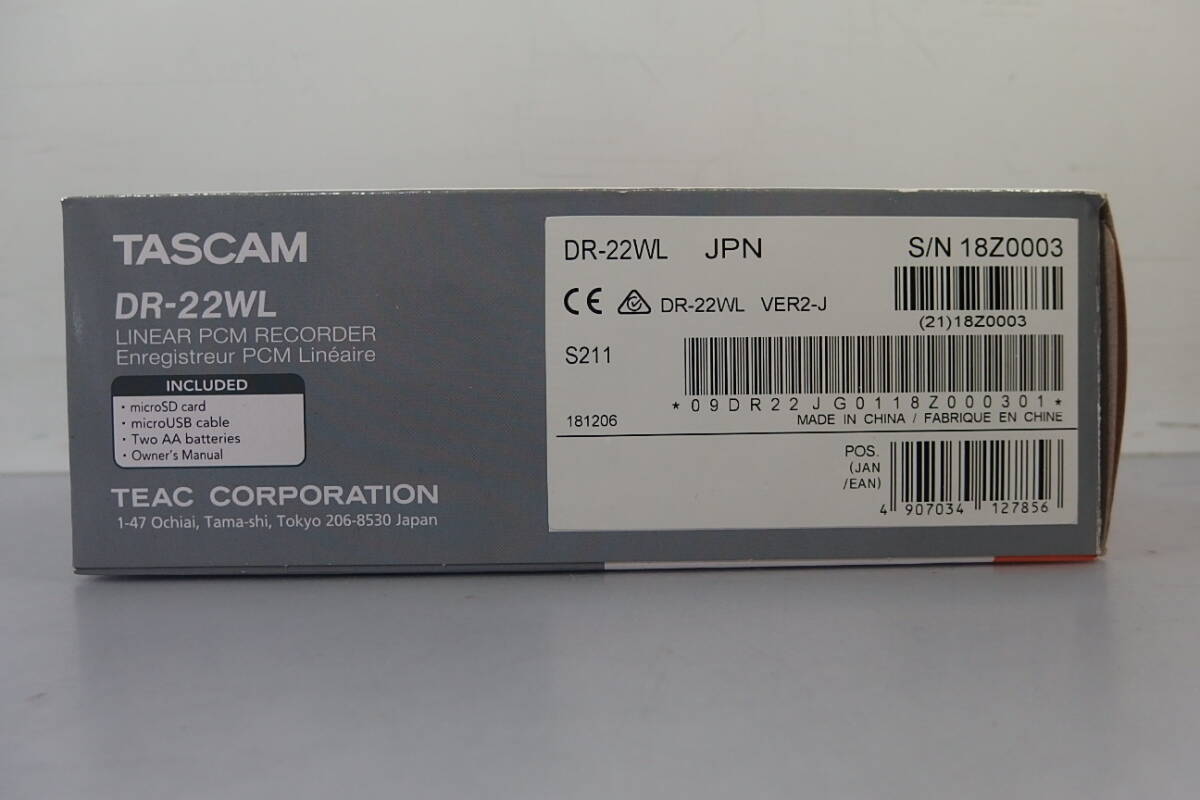 TASCAM
DR-22WL
LINEAR PCM RECORDER
Enregistreur PCM Linéaire
INCLUDED
・microSD card
・microUSB cable
・Two AA batteries
・Owner's Manual
TEAC CORPORATION
1-47 Ochiai, Tama-shi, Tokyo 206-8530 Japan
DR-22WL JPN S/N 18Z0003
CE DR-22WL VER2-J
(21)18Z0003
S211
*09DR22JG0118Z000301*
181206 MADE IN CHINA / FABRIQUE EN CHINE
POS.
(JAN
/EAN)
4 907034 127856